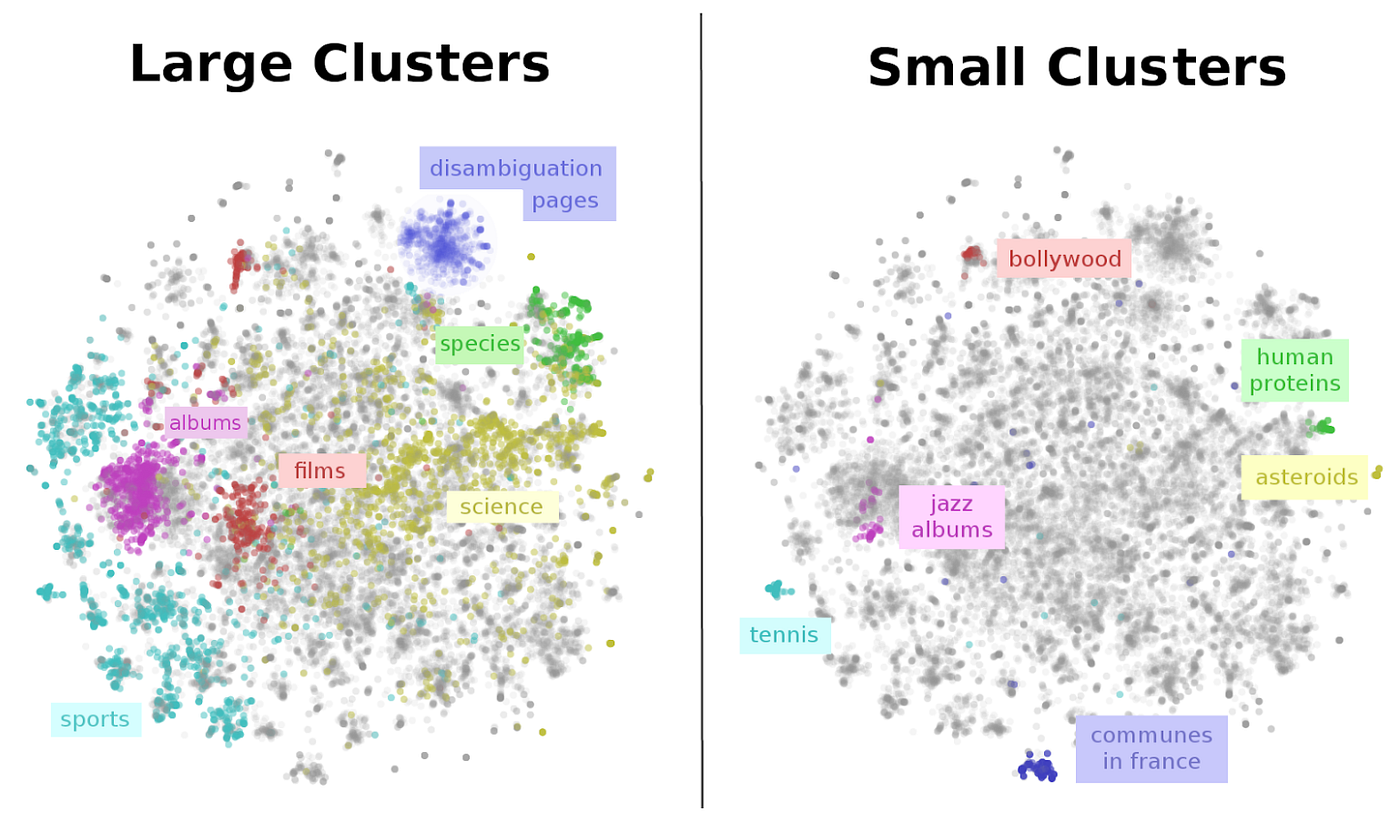 Large Clusters
disambiguation
pages
species
albums
films
science
sports
Small Clusters
bollywood
human
proteins
asteroids
jazz
albums
tennis
communes
in france